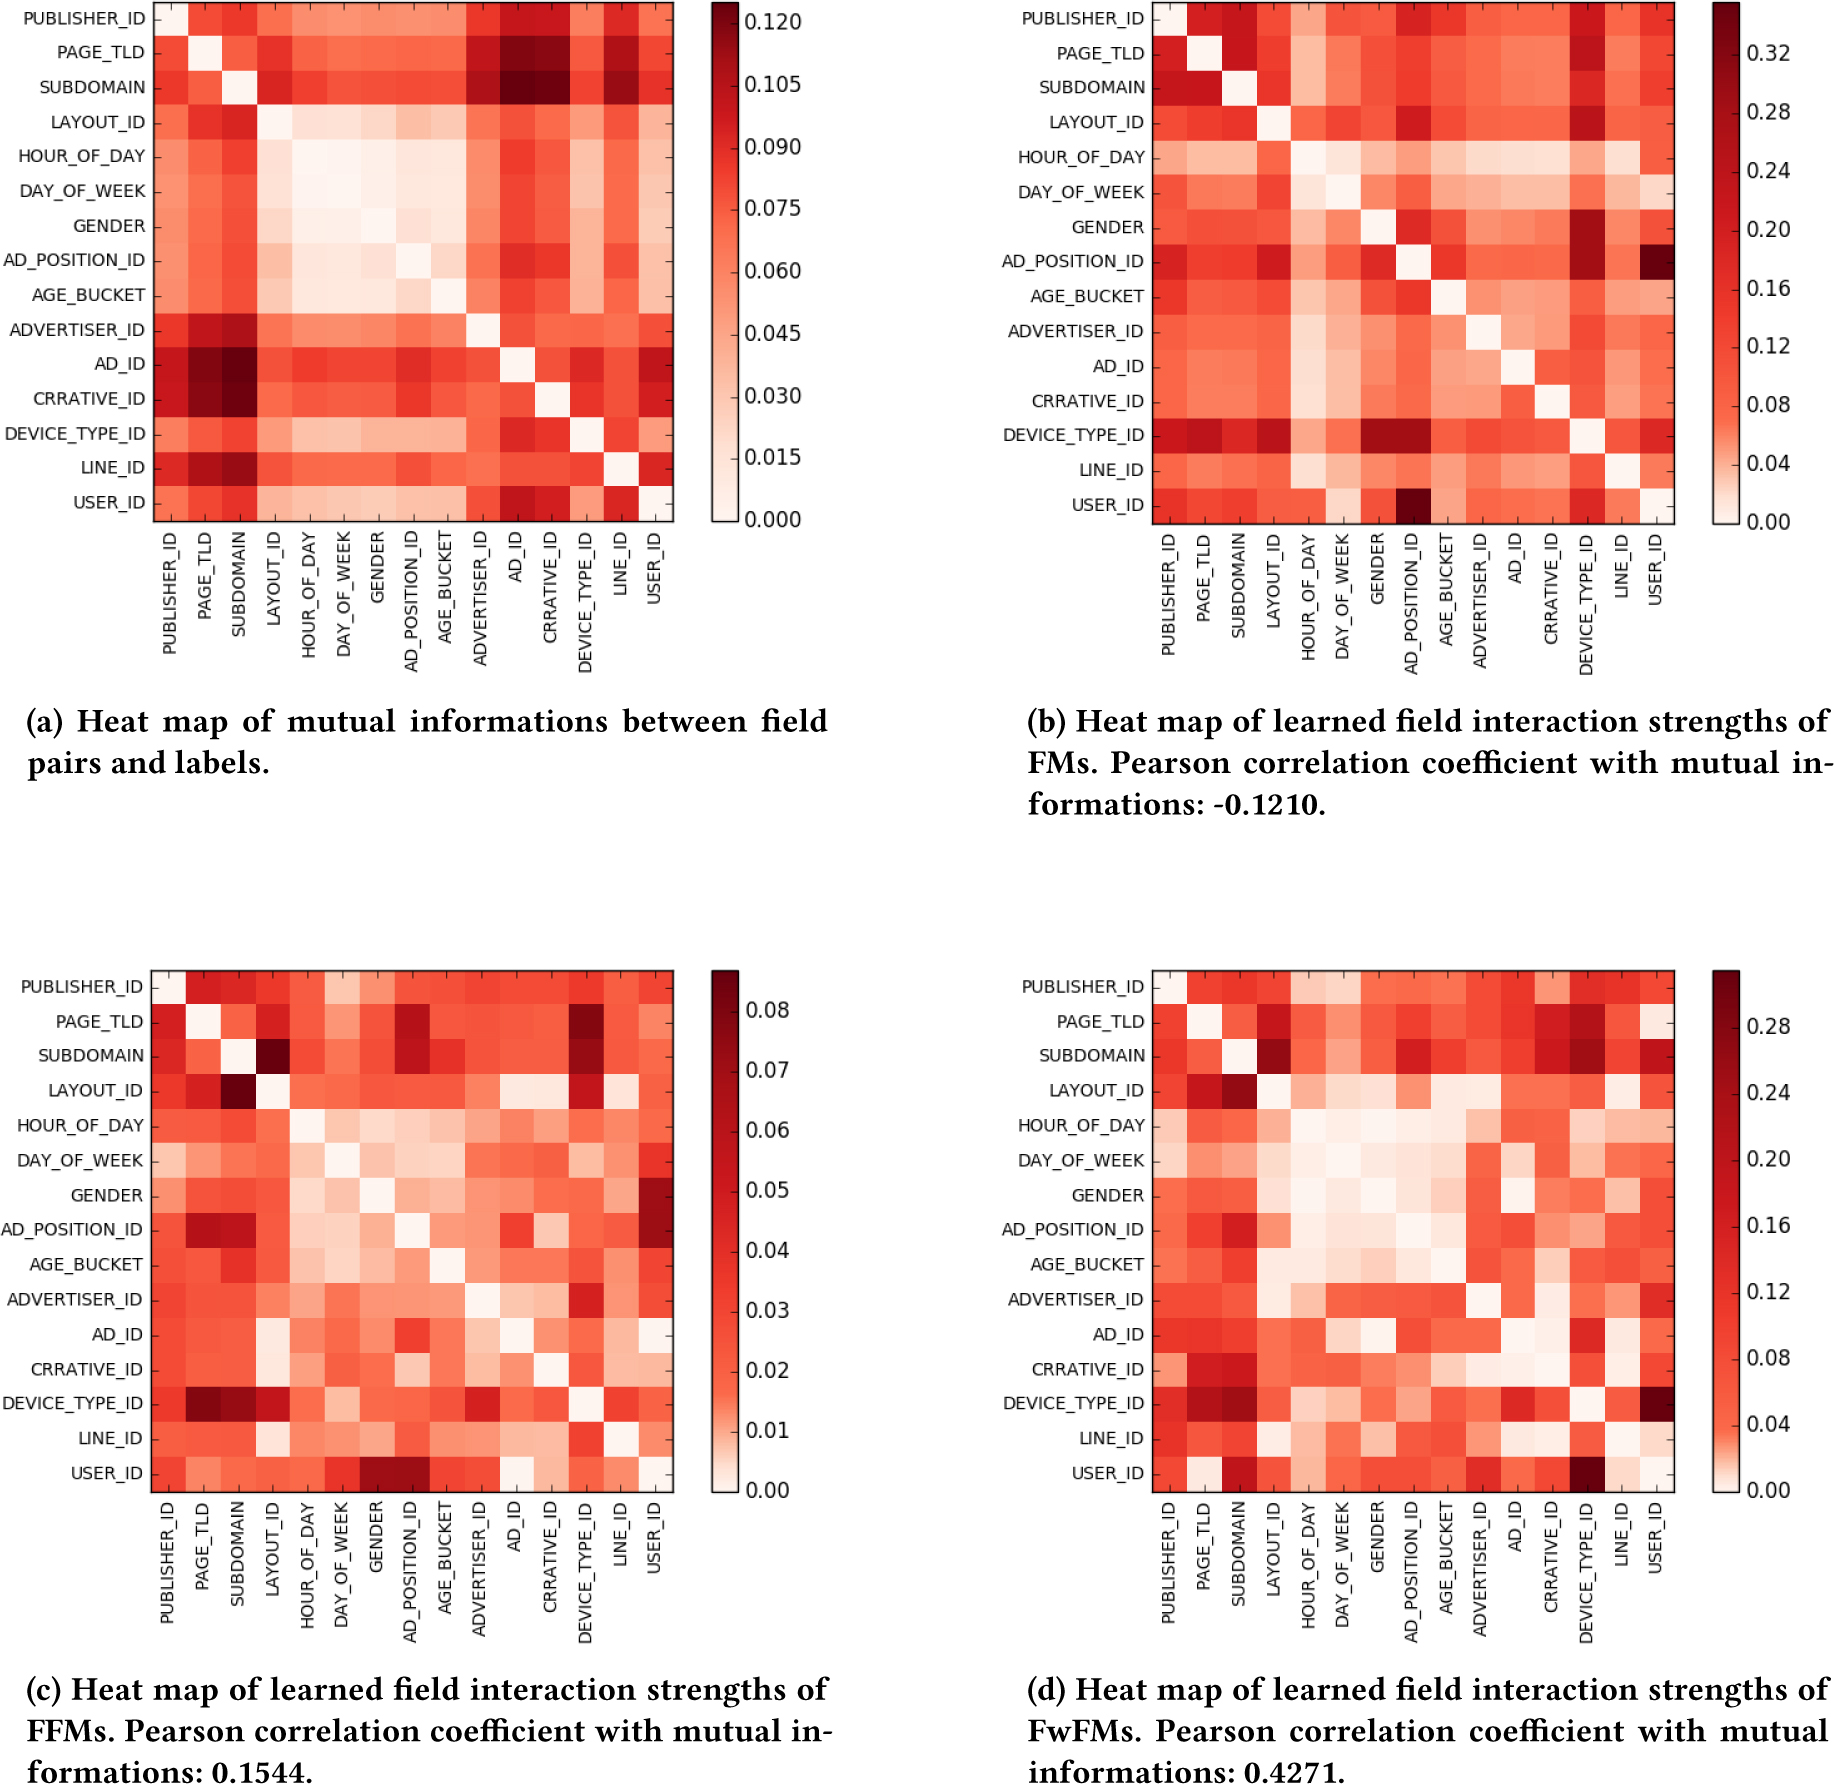 PUBLISHER_ID
PAGE_TLD
SUBDOMAIN
LAYOUT_ID
HOUR_OF_DAY
DAY_OF_WEEK
GENDER
AD_POSITION_ID
AGE_BUCKET
ADVERTISER_ID
AD_ID
CRRATIVE_ID
DEVICE_TYPE_ID
LINE_ID
USER_ID
PUBLISHER_ID
PAGE_TLD
SUBDOMAIN
LAYOUT_ID
HOUR_OF_DAY
DAY_OF_WEEK
GENDER
AD_POSITION_ID
AGE_BUCKET
ADVERTISER_ID
AD_ID
CRRATIVE_ID
DEVICE_TYPE_ID
LINE_ID
USER_ID
0.120
0.105
0.090
0.075
0.060
0.045
0.030
0.015
0.000
(a) Heat map of mutual informations between field
pairs and labels.
PUBLISHER_ID
PAGE_TLD
SUBDOMAIN
LAYOUT_ID
HOUR_OF_DAY
DAY_OF_WEEK
GENDER
AD_POSITION_ID
AGE_BUCKET
ADVERTISER_ID
AD_ID
CRRATIVE_ID
DEVICE_TYPE_ID
LINE_ID
USER_ID
PUBLISHER_ID
PAGE_TLD
SUBDOMAIN
LAYOUT_ID
HOUR_OF_DAY
DAY_OF_WEEK
GENDER
AD_POSITION_ID
AGE_BUCKET
ADVERTISER_ID
AD_ID
CRRATIVE_ID
DEVICE_TYPE_ID
LINE_ID
USER_ID
0.32
0.28
0.24
0.20
0.16
0.12
0.08
0.04
0.00
(b) Heat map of learned field interaction strengths of
FMs. Pearson correlation coefficient with mutual in-
formations: -0.1210.
PUBLISHER_ID
PAGE_TLD
SUBDOMAIN
LAYOUT_ID
HOUR_OF_DAY
DAY_OF_WEEK
GENDER
AD_POSITION_ID
AGE_BUCKET
ADVERTISER_ID
AD_ID
CRRATIVE_ID
DEVICE_TYPE_ID
LINE_ID
USER_ID
PUBLISHER_ID
PAGE_TLD
SUBDOMAIN
LAYOUT_ID
HOUR_OF_DAY
DAY_OF_WEEK
GENDER
AD_POSITION_ID
AGE_BUCKET
ADVERTISER_ID
AD_ID
CRRATIVE_ID
DEVICE_TYPE_ID
LINE_ID
USER_ID
0.08
0.07
0.06
0.05
0.04
0.03
0.02
0.01
0.00
(c) Heat map of learned field interaction strengths of
FFMs. Pearson correlation coefficient with mutual in-
formations: 0.1544.
PUBLISHER_ID
PAGE_TLD
SUBDOMAIN
LAYOUT_ID
HOUR_OF_DAY
DAY_OF_WEEK
GENDER
AD_POSITION_ID
AGE_BUCKET
ADVERTISER_ID
AD_ID
CRRATIVE_ID
DEVICE_TYPE_ID
LINE_ID
USER_ID
PUBLISHER_ID
PAGE_TLD
SUBDOMAIN
LAYOUT_ID
HOUR_OF_DAY
DAY_OF_WEEK
GENDER
AD_POSITION_ID
AGE_BUCKET
ADVERTISER_ID
AD_ID
CRRATIVE_ID
DEVICE_TYPE_ID
LINE_ID
USER_ID
0.28
0.24
0.20
0.16
0.12
0.08
0.04
0.00
(d) Heat map of learned field interaction strengths of
FwFMs. Pearson correlation coefficient with mutual
informations: 0.4271.